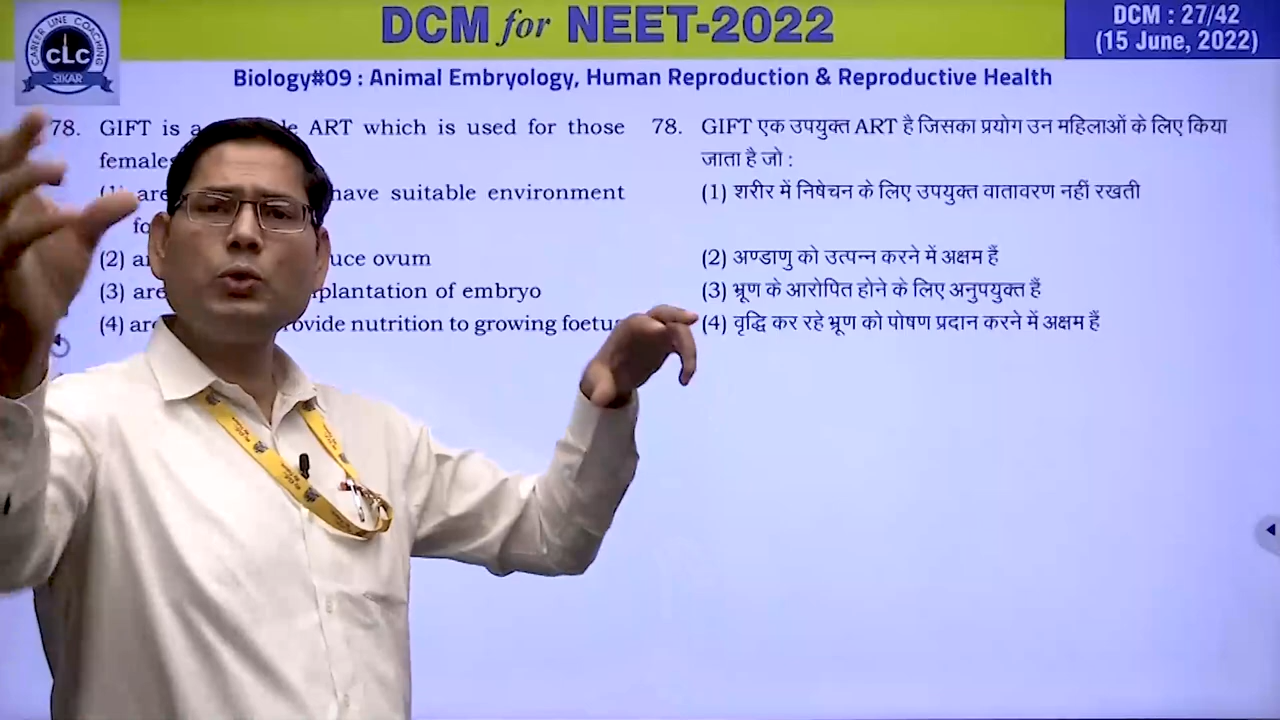 DCM for NEET-2022
DCM : 27/42
(15 June, 2022)
CAREER LINE COACHING
CLC
SIKAR
Biology#09 : Animal Embryology, Human Reproduction & Reproductive Health
78. GIFT is a ART which is used for those
females
(1) are have suitable environment
(2) ovum
(3) are of embryo
(4) nutrition to growing
78. GIFT एक उपयुक्त ART है जिसका प्रयोग उन महिलाओं के लिए किया
जाता है जो :
(1) शरीर में निषेचन के लिए उपयुक्त वातावरण नहीं रखती
(2) अण्डाणु को उत्पन्न करने में अक्षम हैं
(3) भ्रूण के आरोपित होने के लिए अनुपयुक्त हैं
(4) वृद्धि कर रहे भ्रूण को पोषण प्रदान करने में अक्षम हैं